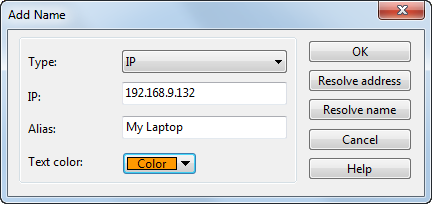 Add Name
Type:
IP
IP:
192.168.9.132
Alias:
My Laptop
Text color:
Color
OK
Resolve address
Resolve name
Cancel
Help